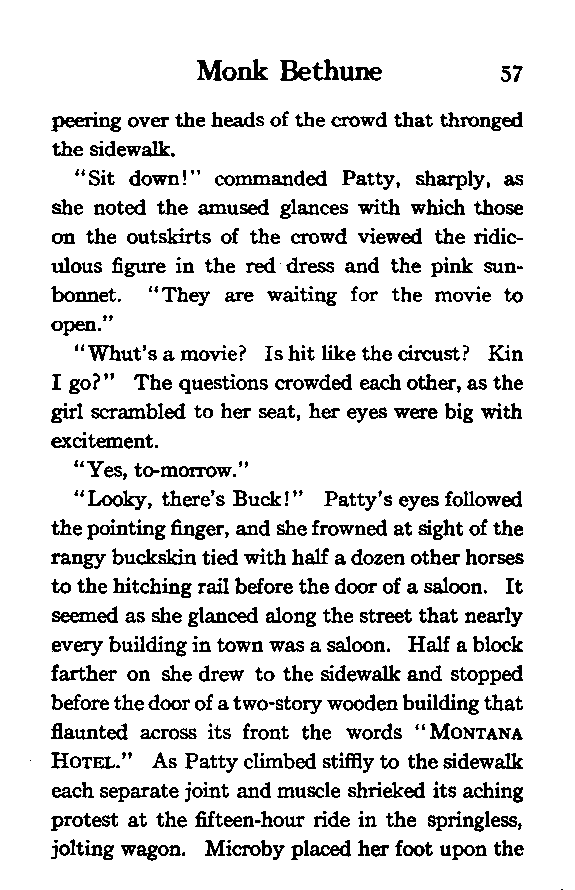 Monk Bethune 57
peering over the heads of the crowd that thronged
the sidewalk.
"Sit down!" commanded Patty, sharply, as
she noted the amused glances with which those
on the outskirts of the crowd viewed the ridic-
ulous figure in the red dress and the pink sun-
bonnet. "They are waiting for the movie to
open."
"Whut's a movie? Is hit like the circust? Kin
I go?" The questions crowded each other, as the
girl scrambled to her seat, her eyes were big with
excitement.
"Yes, to-morrow."
"Looky, there's Buck!" Patty's eyes followed
the pointing finger, and she frowned at sight of the
rangy buckskin tied with half a dozen other horses
to the hitching rail before the door of a saloon. It
seemed as she glanced along the street that nearly
every building in town was a saloon. Half a block
farther on she drew to the sidewalk and stopped
before the door of a two-story wooden building that
flaunted across its front the words "MONTANA
HOTEL." As Patty climbed stiffly to the sidewalk
each separate joint and muscle shrieked its aching
protest at the fifteen-hour ride in the springless,
jolting wagon. Microby placed her foot upon the